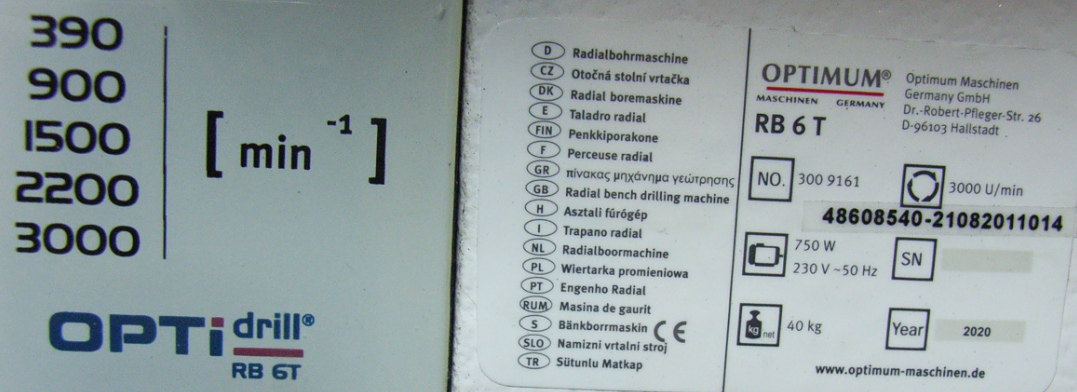 390
900
1500
2200
3000
[ min -1 ]
OPTi drill®
RB 6T
D Radialbohrmaschine
CZ Otočná stolní vrtačka
DK Radial boremaskine
E Taladro radial
FIN Penkkiporakone
F Perceuse radial
GR πίνακας μηχάνημα γεώτρησης
GB Radial bench drilling machine
H Asztali fúrógép
I Trapano radial
NL Radialboormachine
PL Wiertarka promieniowa
PT Engenho Radial
RUM Masina de gaurit
S Bänkborrmaskin CE
SLO Namizni vrtalni stroj
TR Sütunlu Matkap
OPTIMUM®
MASCHINEN GERMANY
RB 6 T
Optimum Maschinen
Germany GmbH
Dr.-Robert-Pfleger-Str. 26
D-96103 Hallstadt
NO. 300 9161
3000 U/min
48608540-21082011014
750 W
230 V ~50 Hz
SN
kg net 40 kg
Year 2020
www.optimum-maschinen.de